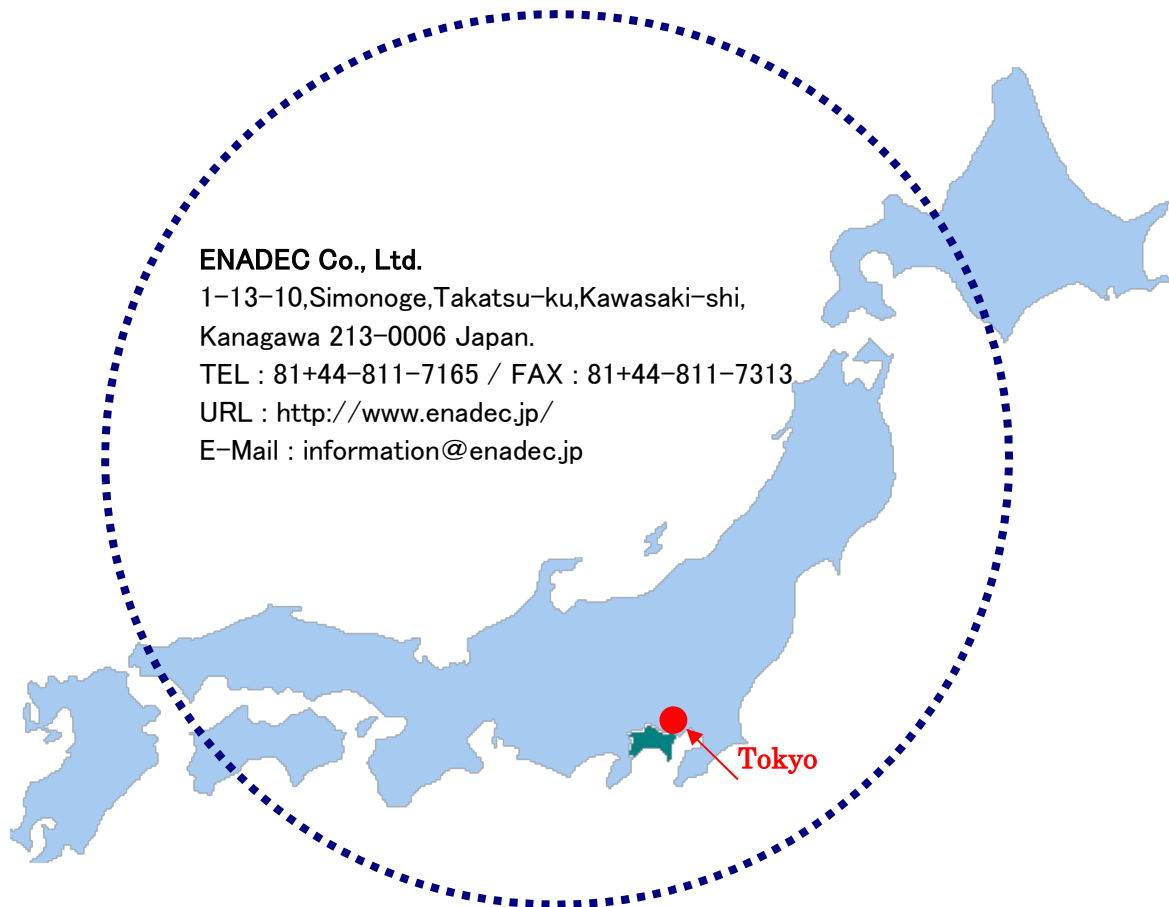 ENADEC Co., Ltd.
1-13-10,Simonoge,Takatsu-ku,Kawasaki-shi,
Kanagawa 213-0006 Japan.
TEL : 81+44-811-7165 / FAX : 81+44-811-7313
URL : http://www.enadec.jp/
E-Mail : information@enadec.jp
Tokyo